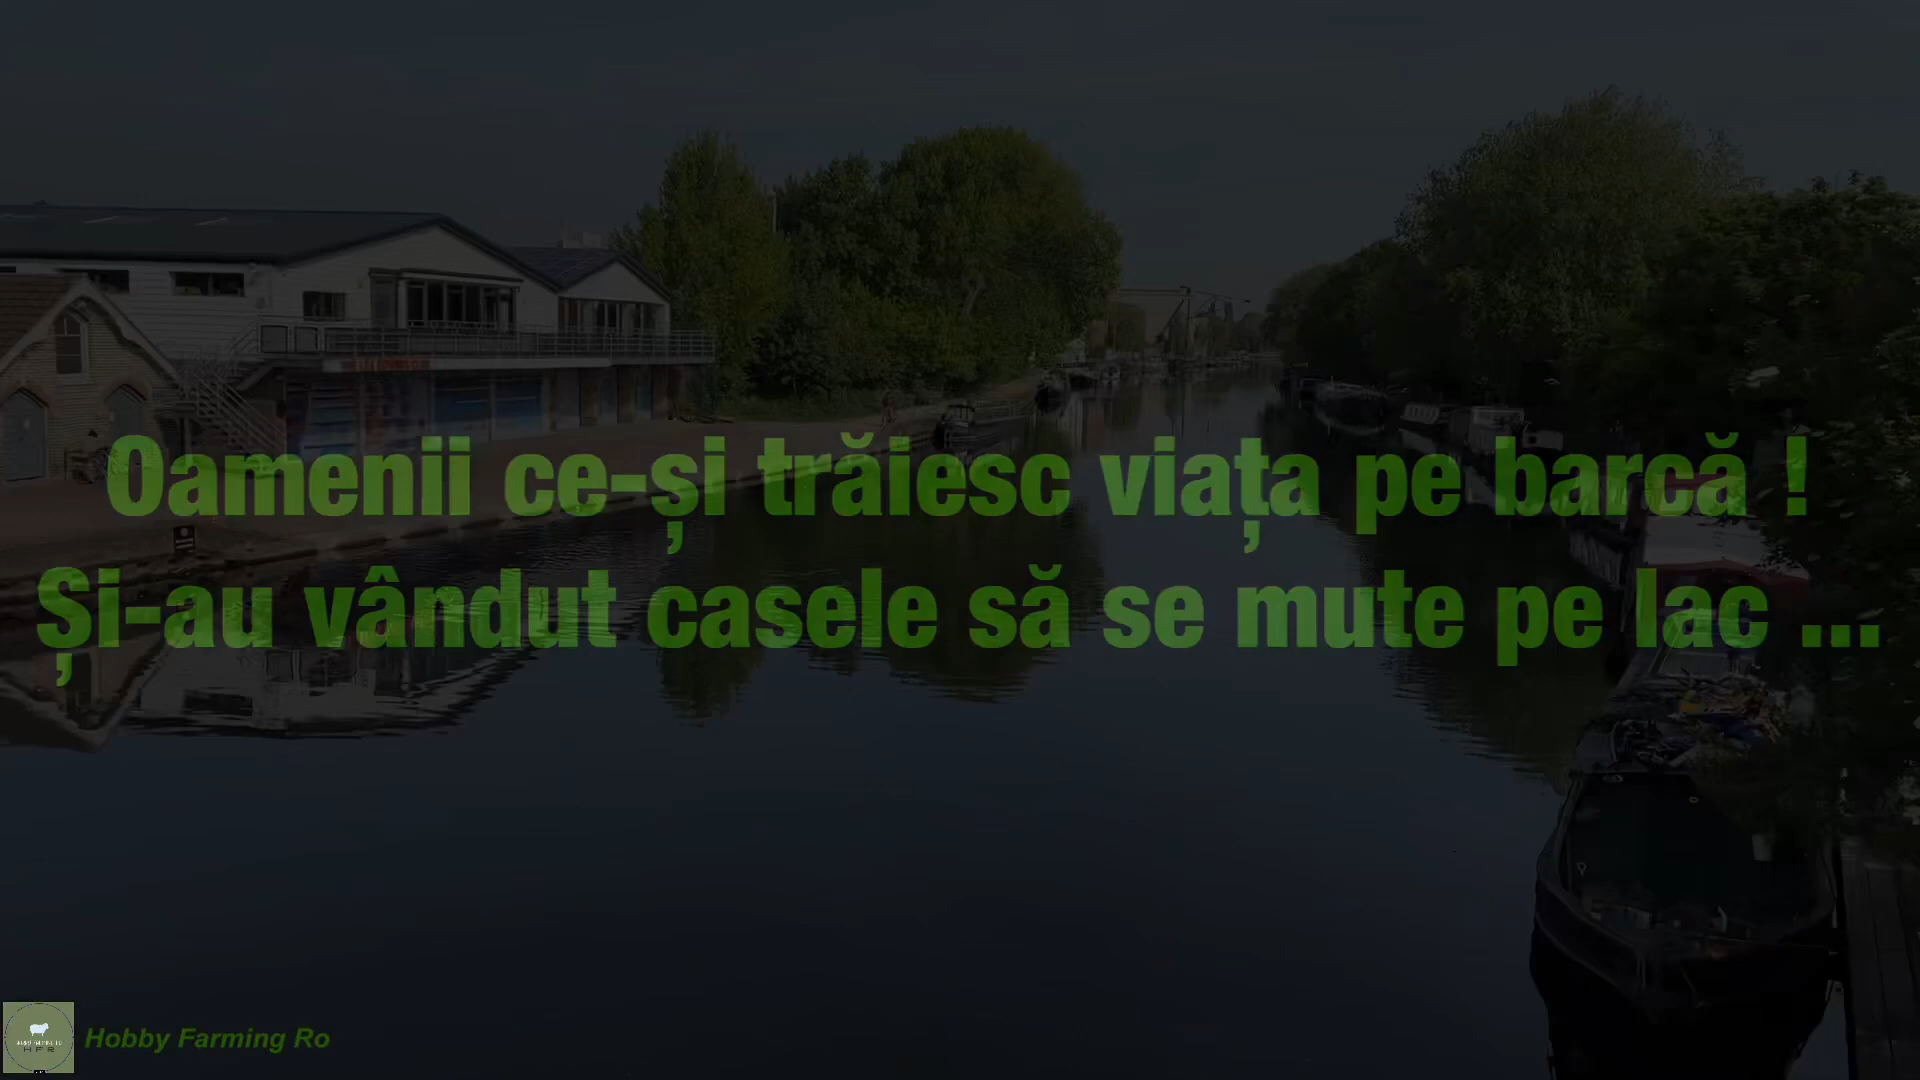 Oamenii ce-și trăiesc viața pe barcă !
Și-au vândut casele să se mute pe lac ...
Hobby Farming Ro